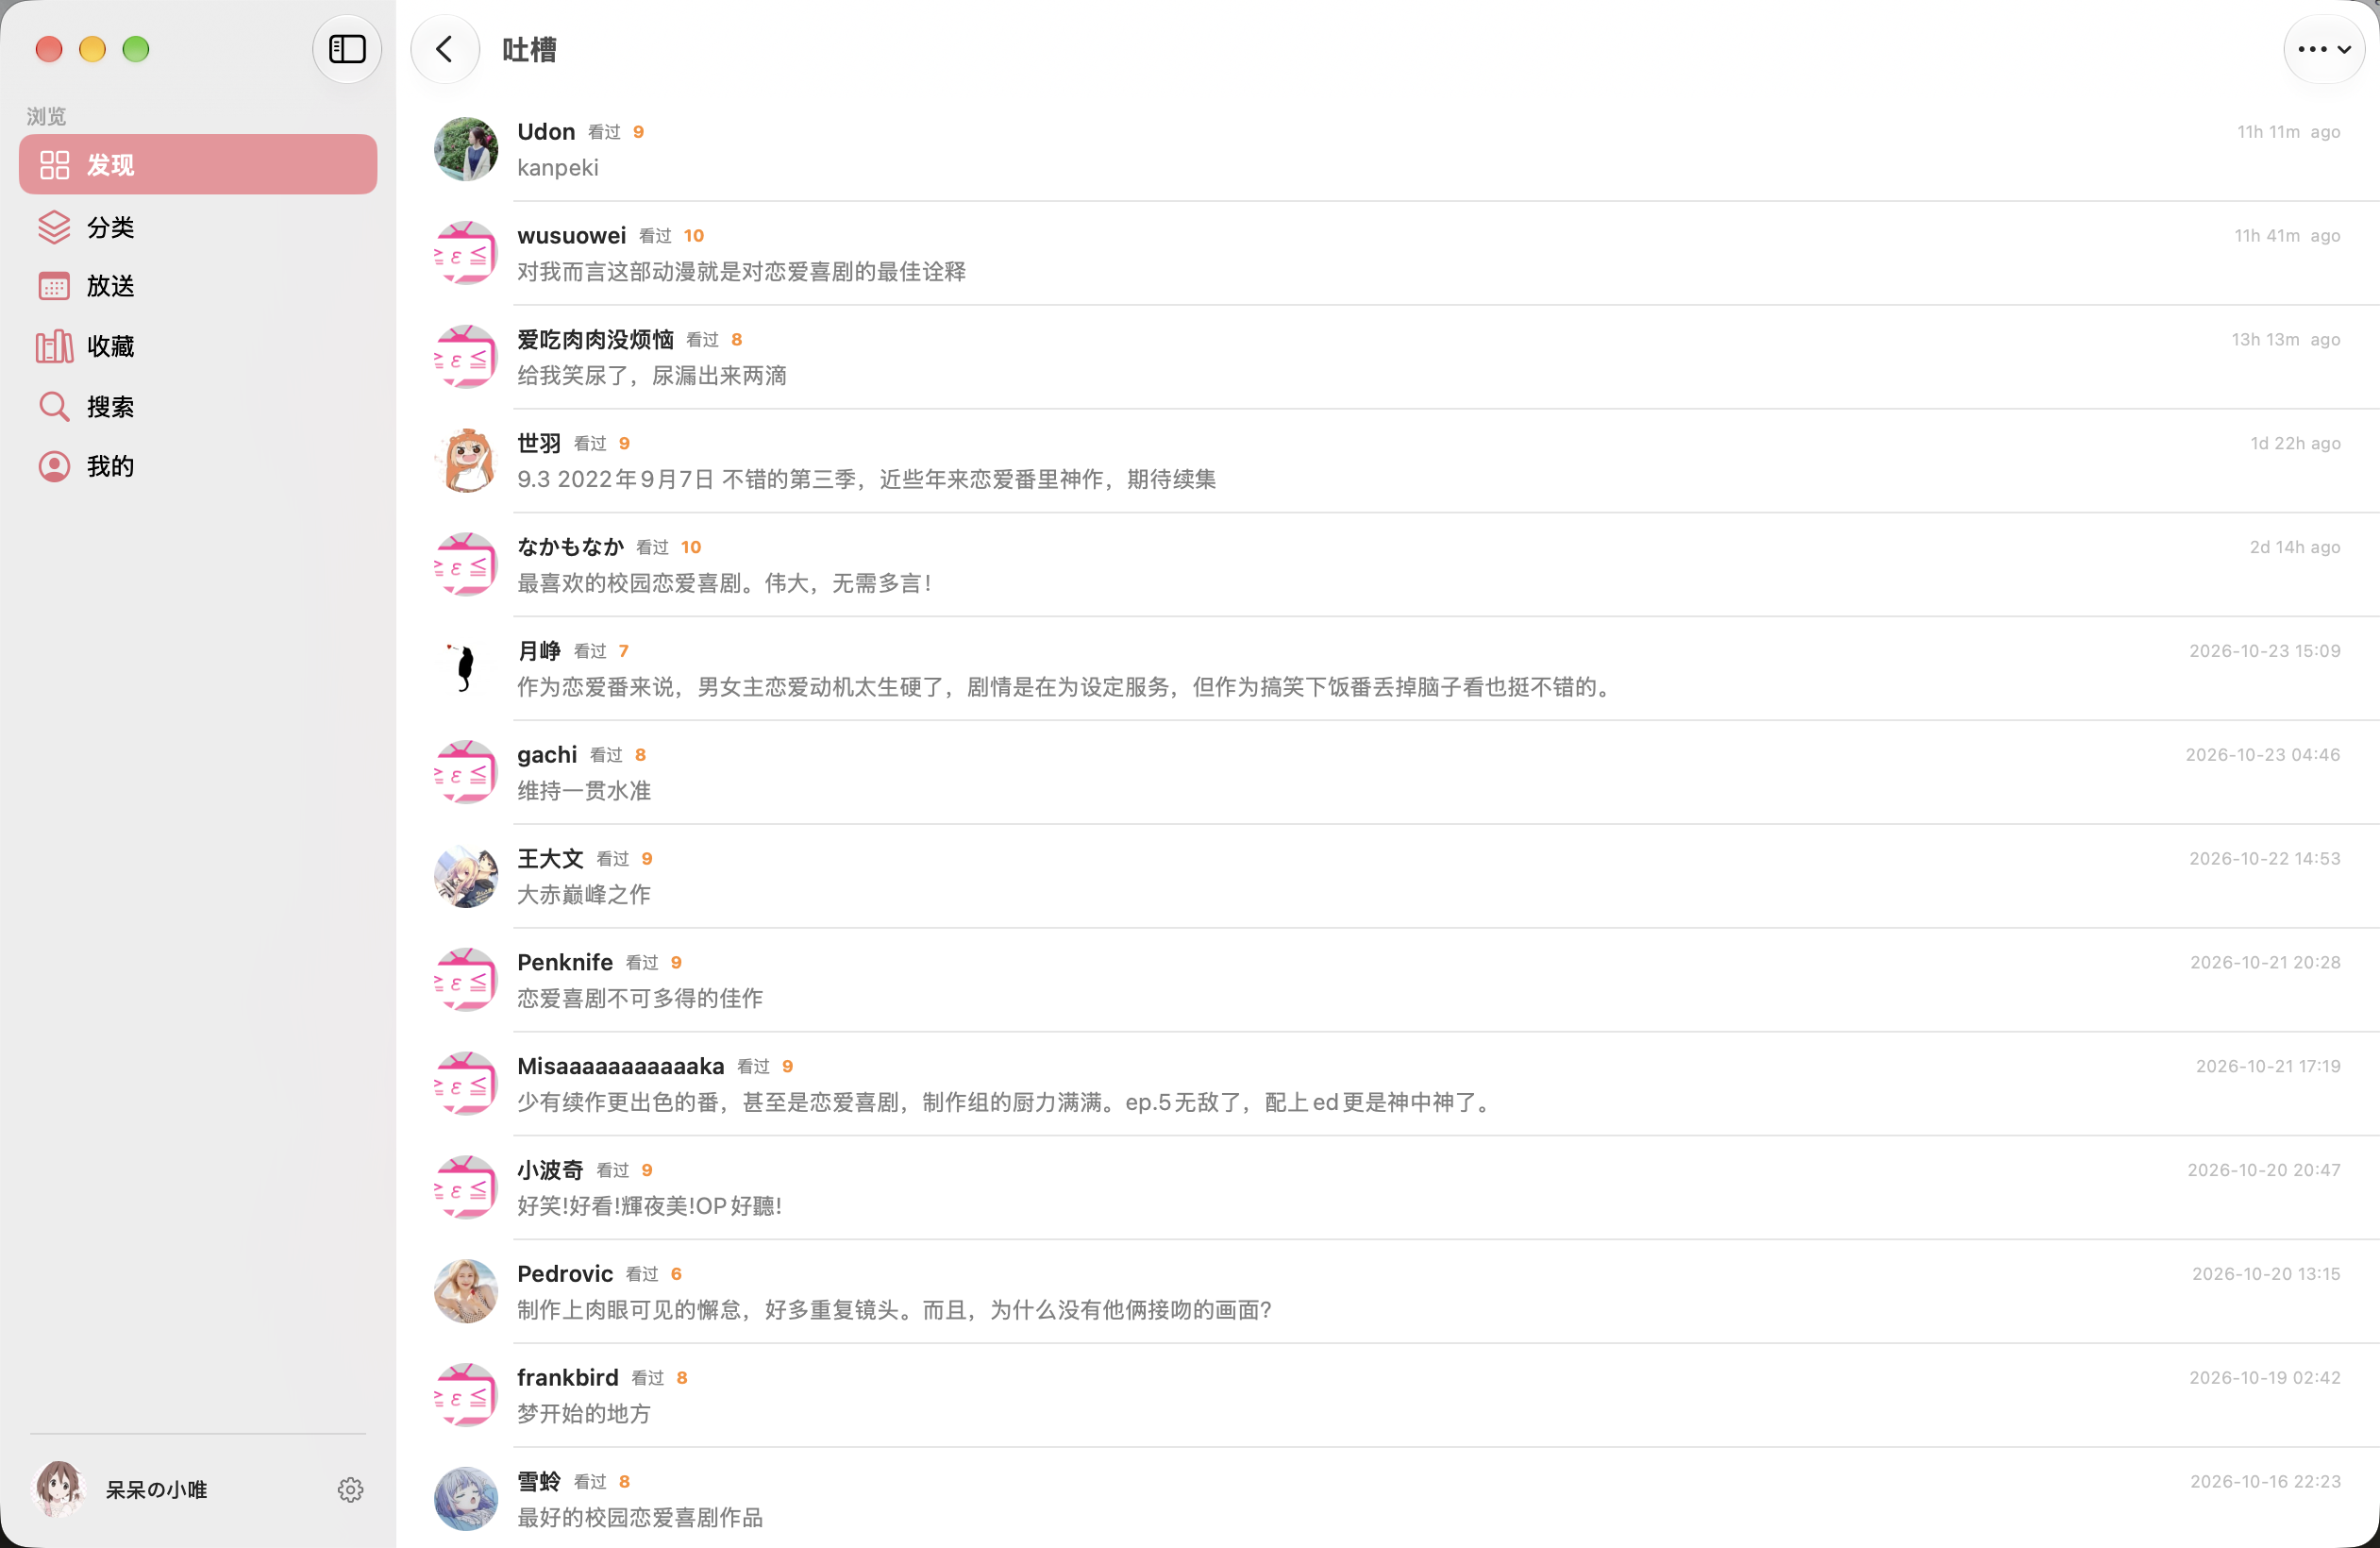 吐槽
浏览
发现
分类
放送
收藏
搜索
我的
呆呆の小唯
Udon 看过 9 11h 11m ago
kanpeki
wusuowei 看过 10 11h 41m ago
对我而言这部动漫就是对恋爱喜剧的最佳诠释
爱吃肉肉没烦恼 看过 8 13h 13m ago
给我笑尿了，尿漏出来两滴
世羽 看过 9 1d 22h ago
9.3 2022年9月7日 不错的第三季，近些年来恋爱番里神作，期待续集
なかもなか 看过 10 2d 14h ago
最喜欢的校园恋爱喜剧。伟大，无需多言！
月峥 看过 7 2026-10-23 15:09
作为恋爱番来说，男女主恋爱动机太生硬了，剧情是在为设定服务，但作为搞笑下饭番丢掉脑子看也挺不错的。
gachi 看过 8 2026-10-23 04:46
维持一贯水准
王大文 看过 9 2026-10-22 14:53
大赤巅峰之作
Penknife 看过 9 2026-10-21 20:28
恋爱喜剧不可多得的佳作
Misaaaaaaaaaaaka 看过 9 2026-10-21 17:19
少有续作更出色的番，甚至是恋爱喜剧，制作组的厨力满满。ep.5无敌了，配上ed更是神中神了。
小波奇 看过 9 2026-10-20 20:47
好笑!好看!輝夜美!OP好聽!
Pedrovic 看过 6 2026-10-20 13:15
制作上肉眼可见的懈怠，好多重复镜头。而且，为什么没有他俩接吻的画面?
frankbird 看过 8 2026-10-19 02:42
梦开始的地方
雪蛉 看过 8 2026-10-16 22:23
最好的校园恋爱喜剧作品